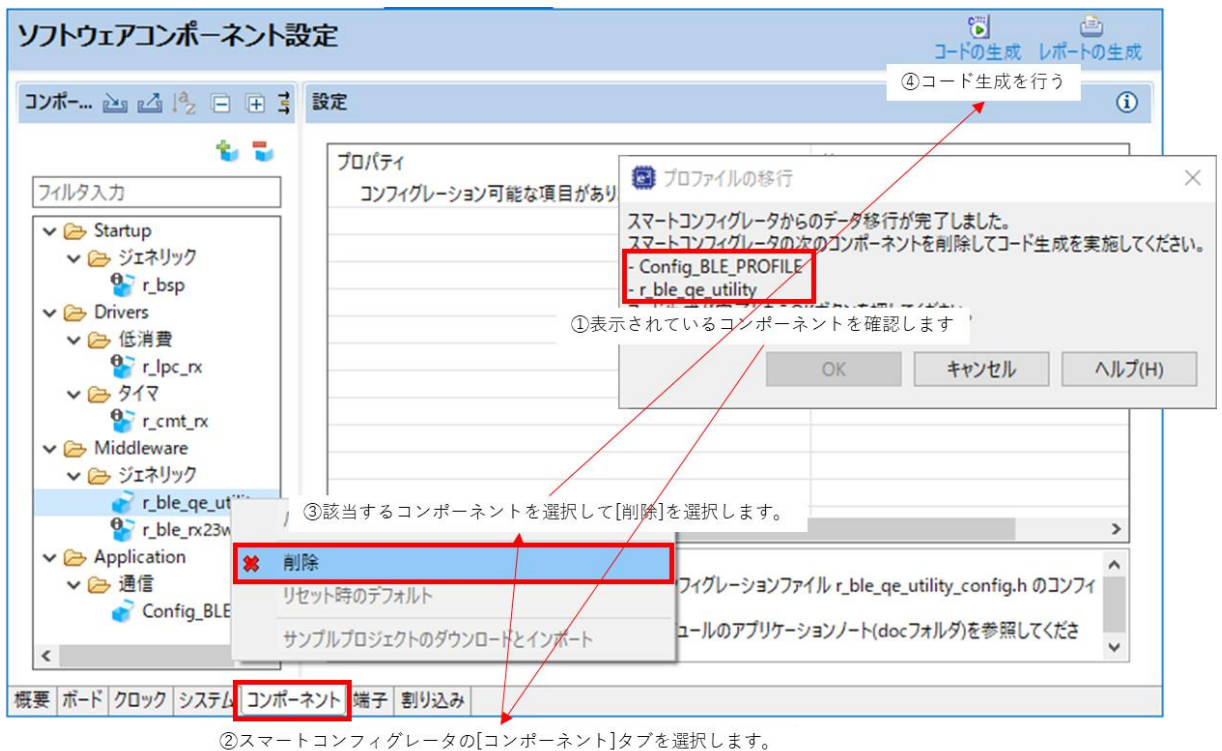 ソフトウェアコンポーネント設定
コードの生成 レポートの生成
④コード生成を行う
コンポー...
設定
プロパティ
コンフィグレーション可能な項目があり
フィルタ入力
Startup
ジェネリック
r_bsp
Drivers
低消費
r_lpc_rx
タイマ
r_cmt_rx
Middleware
ジェネリック
r_ble_qe_ut
r_ble_rx23w
Application
通信
Config_BLE
プロファイルの移行
スマートコンフィグレータからのデータ移行が完了しました。
スマートコンフィグレータの次のコンポーネントを削除してコード生成を実施してください。
- Config_BLE_PROFILE
- r_ble_qe_utility
①表示されているコンポーネントを確認します
OK キャンセル ヘルプ(H)
③該当するコンポーネントを選択して[削除]を選択します。
削除
リセット時のデフォルト
サンプルプロジェクトのダウンロードとインポート
ンフィグレーションファイル r_ble_qe_utility_config.h のコンフィ
ュールのアプリケーションノート(docフォルダ)を参照してくださ
概要 ボード クロック システム コンポーネント 端子 割り込み
②スマートコンフィグレータの[コンポーネント]タブを選択します。